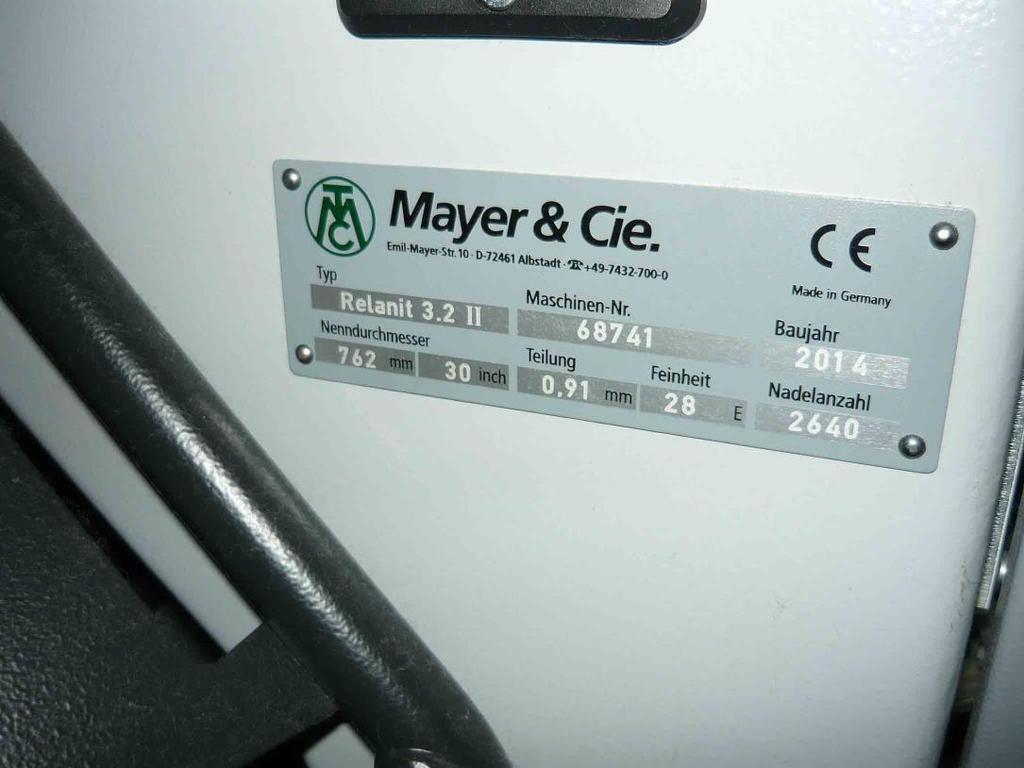 TMC
Mayer & Cie.
Emil-Mayer-Str. 10 · D-72461 Albstadt · ☎ +49-7432-700-0
CE
Made in Germany
Typ
Relanit 3.2 II
Maschinen-Nr.
68741
Baujahr
2014
Nenndurchmesser
762 mm 30 inch
Teilung
0.91 mm
Feinheit
28 E
Nadelanzahl
2640